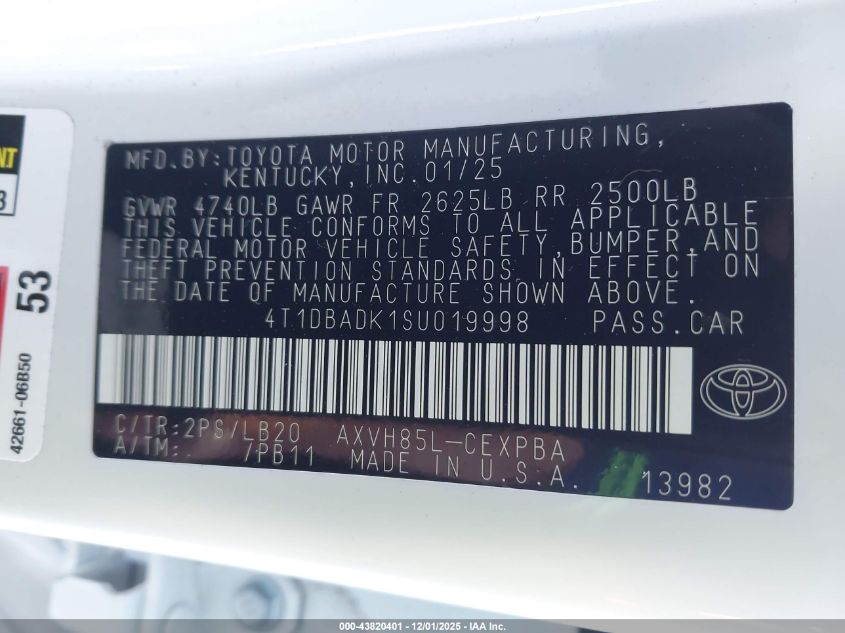 NT
3
53
42661-06B50
MFD.BY:TOYOTA MOTOR MANUFACTURING,
KENTUCKY,INC.01/25
GVWR 4740LB GAWR FR 2625LB RR 2500LB
THIS VEHICLE CONFORMS TO ALL APPLICABLE
FEDERAL MOTOR VEHICLE SAFETY,BUMPER,AND
THEFT PREVENTION STANDARDS IN EFFECT ON
THE DATE OF MANUFACTURE SHOWN ABOVE.
4T1DBADK1SU019998 PASS.CAR
C/TR:2PS/LB20 AXVH85L-CEXPBA
A/TM: /PB11 MADE IN U.S.A.
13982
000-43820401 - 12/01/2025 - IAA Inc.